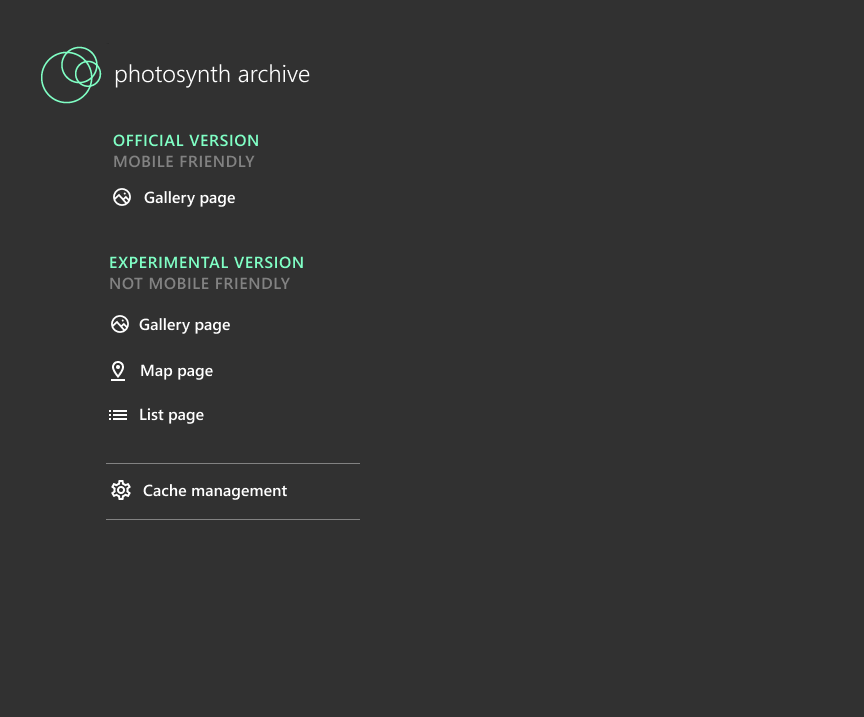 photosynth archive
OFFICIAL VERSION
MOBILE FRIENDLY
Gallery page
EXPERIMENTAL VERSION
NOT MOBILE FRIENDLY
Gallery page
Map page
List page
Cache management